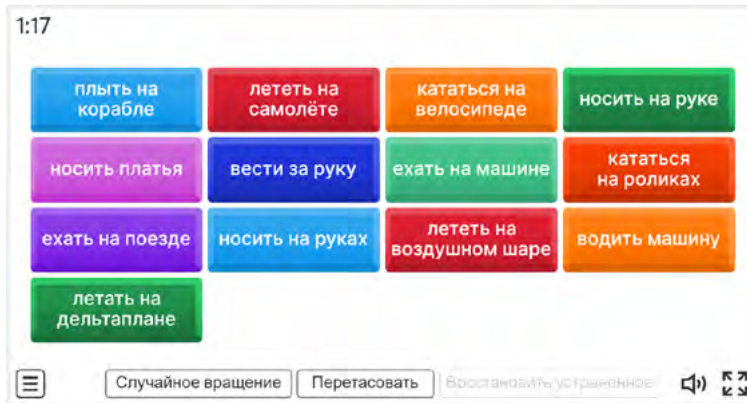 1:17
плыть на
корабле
лететь на
самолёте
кататься на
велосипеде
носить на руке
носить платья
вести за руку
ехать на машине
кататься
на роликах
ехать на поезде
носить на руках
лететь на
воздушном шаре
водить машину
летать на
дельтаплане
Случайное вращение
Перетасовать
Восстановить устраненное